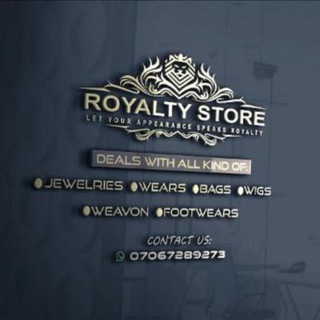 ROYALTY STORE
LET YOUR APPEARANCE SPEAKS ROYALTY
DEALS WITH ALL KIND OF.
JEWELRIES WEARS BAGS WIGS
WEAVON FOOTWEARS
CONTACT US:
07067289273